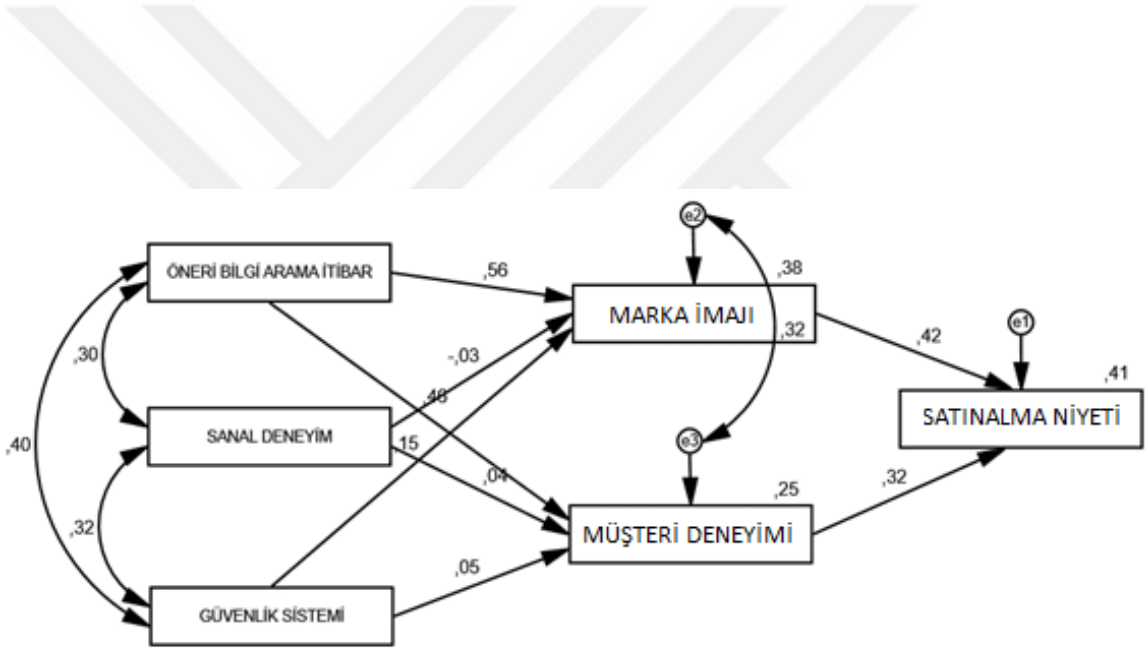 e2
ÖNERİ BİLGİ ARAMA İTİBAR
,56
,38
MARKA İMAJI
,32
e1
,42
,41
-,03
,30
SANAL DENEYİM
SATINALMA NİYETİ
,15
,40
e3
,04
,25
,32
MÜŞTERİ DENEYİMİ
,32
,05
GÜVENLİK SİSTEMİ